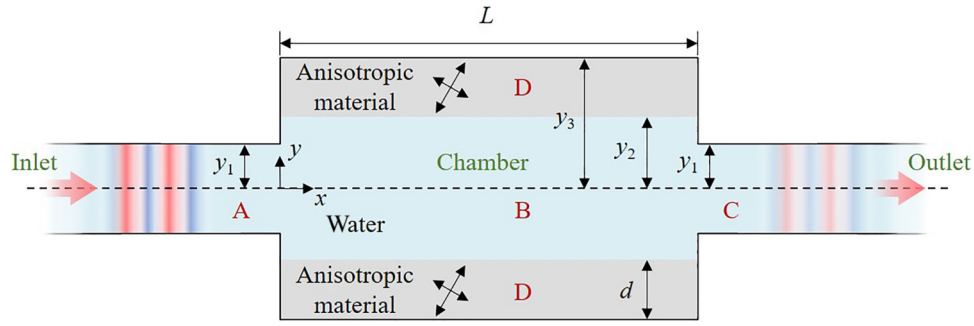 L
Anisotropic
material
D
y3
y2
y1
y
y1
Inlet
Chamber
Outlet
x
A
B
C
Water
Anisotropic
material
D
d